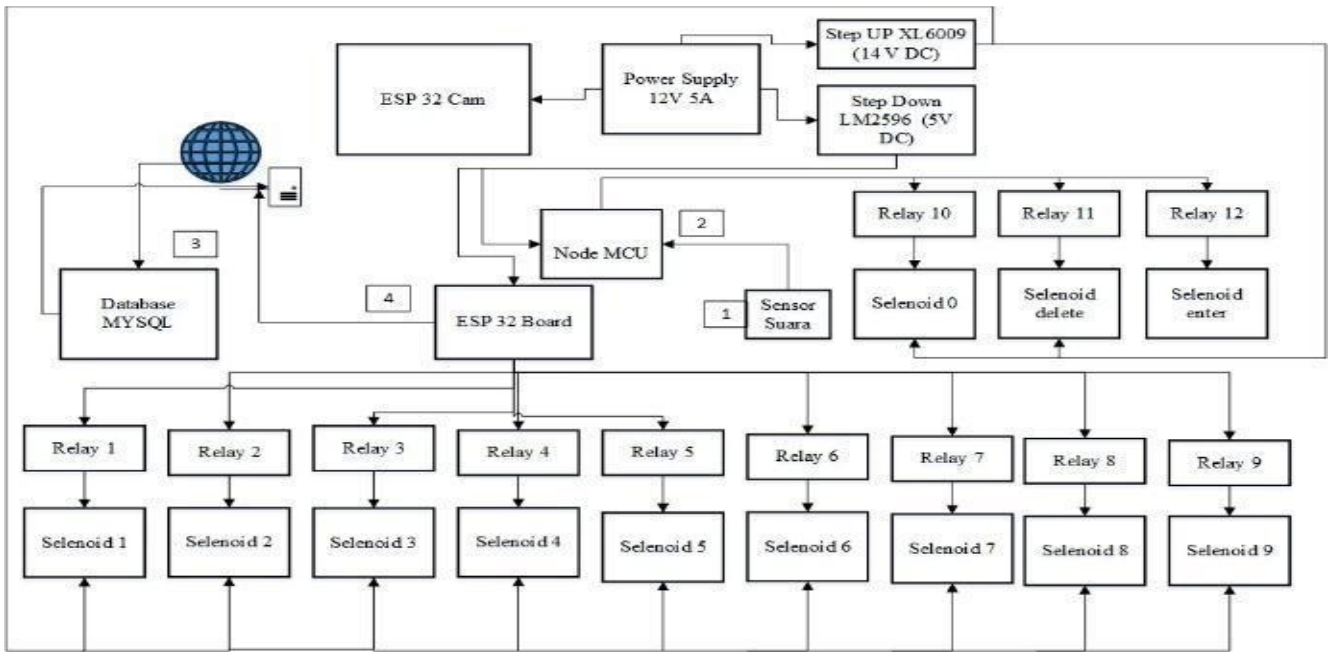 Step UP XL6009
(14 V DC)
ESP 32 Cam
Power Supply
12V 5A
Step Down
LM2596 (5V
DC)
Relay 10
Relay 11
Relay 12
2
Node MCU
3
Database
MYSQL
4
ESP 32 Board
1
Sensor
Suara
Selenoid 0
Selenoid
delete
Selenoid
enter
Relay 1
Relay 2
Relay 3
Relay 4
Relay 5
Relay 6
Relay 7
Relay 8
Relay 9
Selenoid 1
Selenoid 2
Selenoid 3
Selenoid 4
Selenoid 5
Selenoid 6
Selenoid 7
Selenoid 8
Selenoid 9